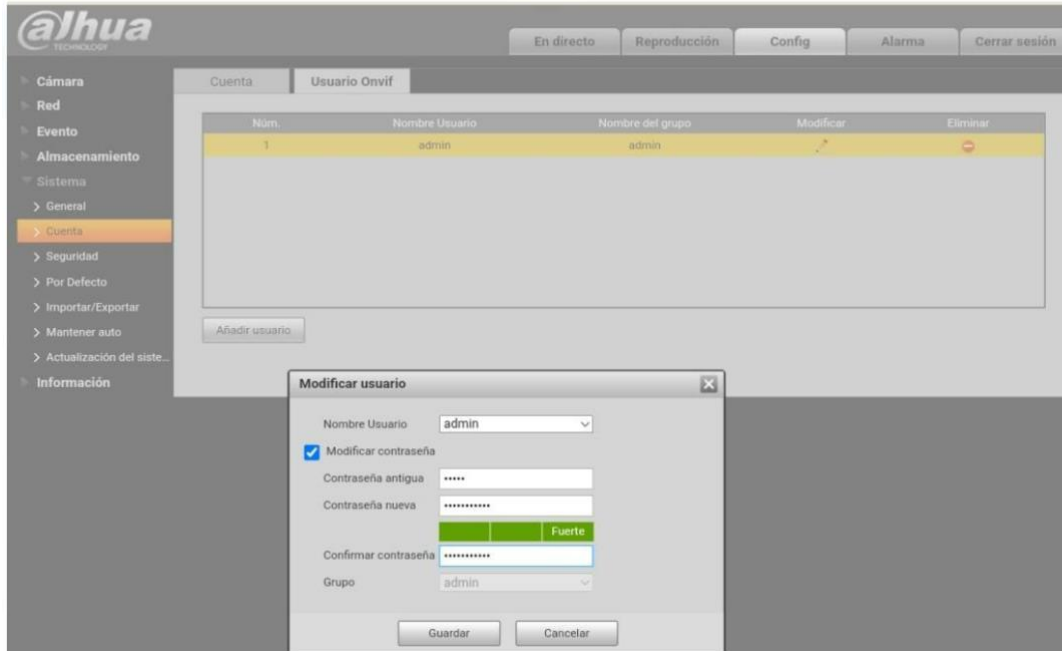 alhua
TECHNOLOGY
En directo Reproducción Config Alarma Cerrar sesión
Cámara
Red
Evento
Almacenamiento
Sistema
General
Cuenta
Seguridad
Por Defecto
Importar/Exportar
Mantener auto
Actualización del siste...
Información
Cuenta Usuario Onvif
Núm. Nombre Usuario Nombre del grupo Modificar Eliminar
1 admin admin
Añadir usuario
Modificar usuario
Nombre Usuario admin
Modificar contraseña
Contraseña antigua •••••
Contraseña nueva •••••••••••
Fuerte
Confirmar contraseña •••••••••••
Grupo admin
Guardar Cancelar